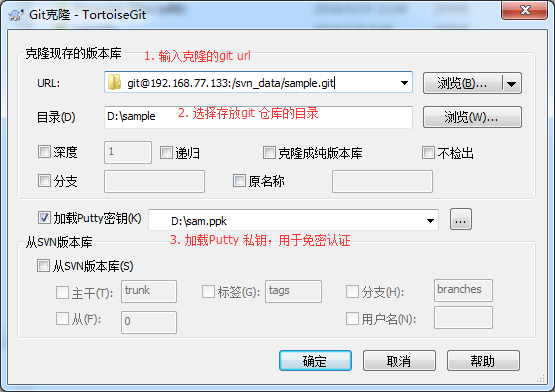 Git克隆 - TortoiseGit
克隆现存的版本库
1. 输入克隆的git url
URL: git@192.168.77.133:/svn_data/sample.git 浏览(B)...
目录(D) D:\sample 2. 选择存放git 仓库的目录 浏览(W)...
深度 1 递归 克隆成纯版本库 不检出
分支 原名称
加载Putty密钥(K) D:\sam.ppk ...
3. 加载Putty 私钥，用于免密认证
从SVN版本库
从SVN版本库(S)
主干(T): trunk 标签(G): tags 分支(H): branches
从(F): 0 用户名(N):
确定 取消 帮助